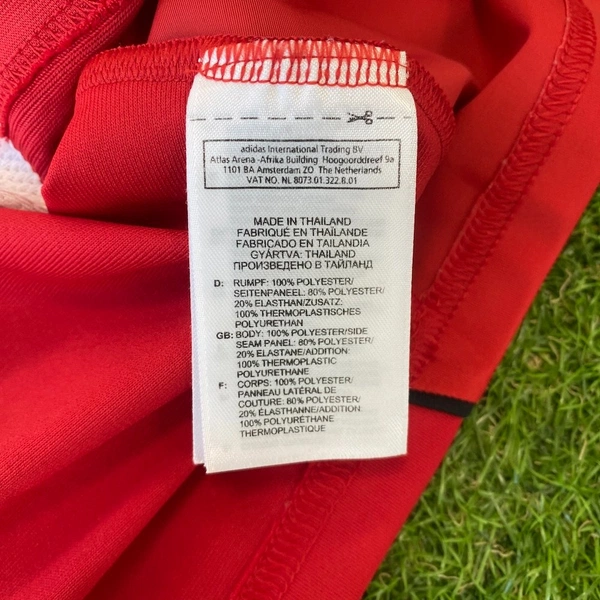 adidas International Trading BV
Atlas Arena -Afrika Building Hoogoorddreef 9a
1101 BA Amsterdam ZO The Netherlands
VAT NO. NL 8073.01.322.B.01
MADE IN THAILAND
FABRIQUÉ EN THAÏLANDE
FABRICADO EN TAILANDIA
GYÁRTVA: THAIFÖLD
ПРОИЗВЕДЕНО В ТАЙЛАНД
D: RUMPF: 100% POLYESTER/
SEITENPANEEL: 80% POLYESTER/
20% ELASTHAN/ZUSATZ:
100% THERMOPLASTISCHES
POLYURETHAN
GB: BODY: 100% POLYESTER/SIDE
SEAM PANEL: 80% POLYESTER/
20% ELASTANE/ADDITION:
100% THERMOPLASTIC
POLYURETHANE
F: CORPS: 100% POLYESTER/
PANNEAU LATÉRAL DE
COUTURE: 80% POLYESTER/
20% ÉLASTHANNE/ADDITION:
100% POLYURÉTHANE
THERMOPLASTIQUE